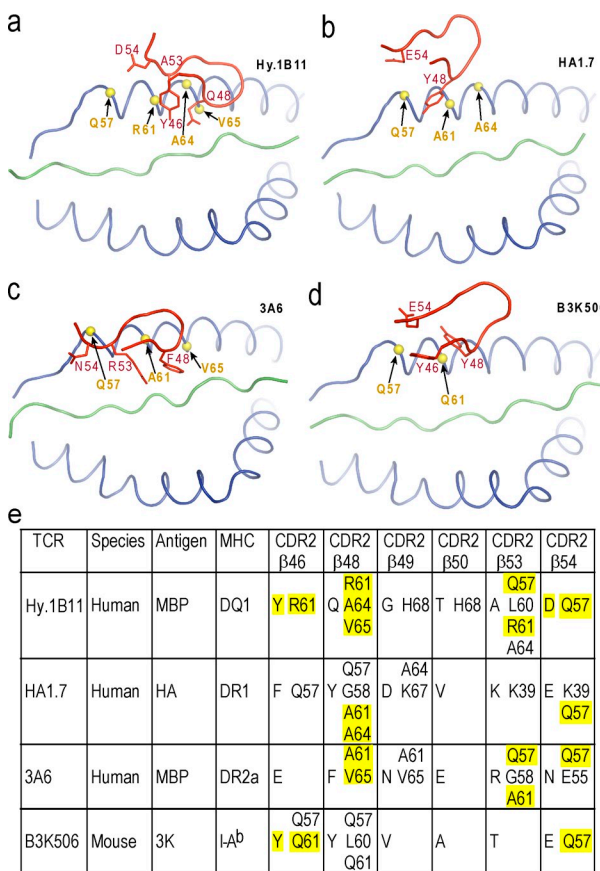 a
b
D54 A53
Hy.1B11
Q48
Q57
R61
Y46
A64
V65
E54
HA1.7
Y48
Q57
A61
A64
c
d
3A6
N54 R53
F48
V65
Q57
A61
E54
B3K506
Y46 Y48
Q57
Q61
e
TCR Species Antigen MHC CDR2 β46 CDR2 β48 CDR2 β49 CDR2 β50 CDR2 β53 CDR2 β54
R61 Q57
Hy.1B11 Human MBP DQ1 Y R61 Q A64 G H68 T H68 A L60 D Q57
V65 R61
A64
Q57 A64
HA1.7 Human HA DR1 F Q57 Y G58 D K67 V K K39 E K39
A61 Q57
A64
A61 A61 Q57 Q57
3A6 Human MBP DR2a E F V65 N V65 E R G58 N E55
A61
Q57 Q57
B3K506 Mouse 3K I-Ab Y Q61 Y L60 V A T E Q57
Q61